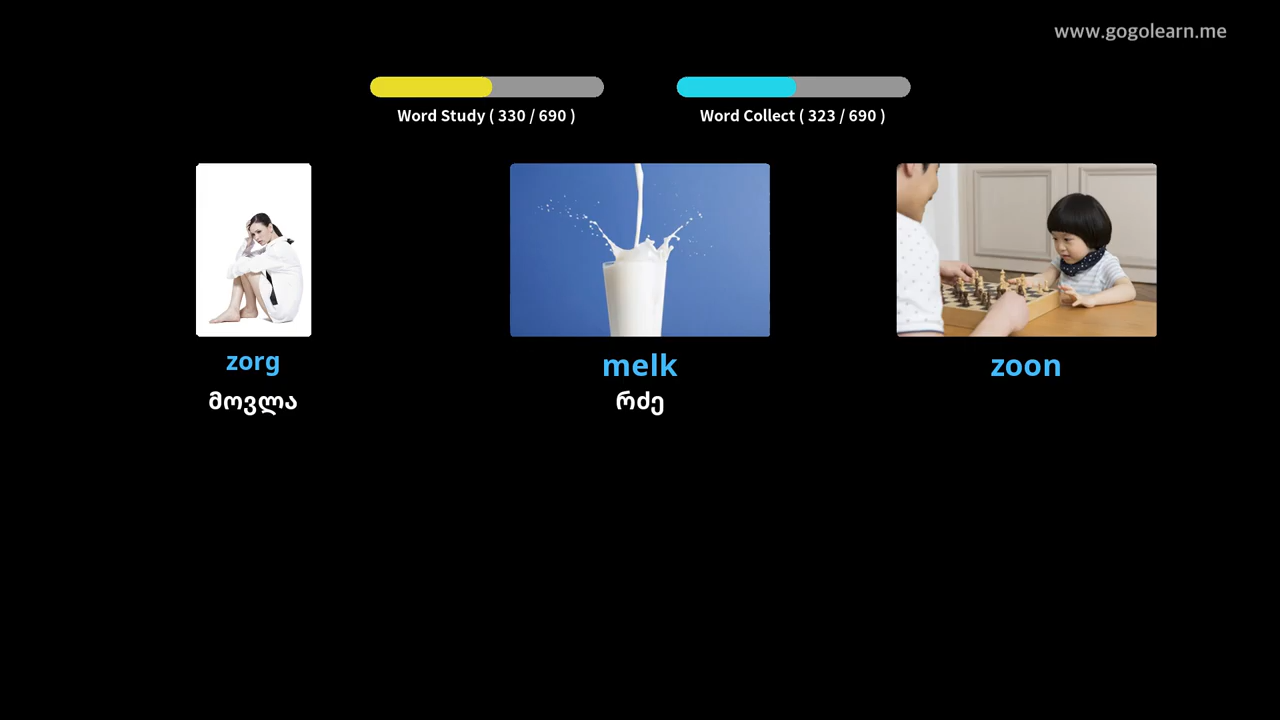 www.gogolearn.me
Word Study ( 330 / 690 )
Word Collect ( 323 / 690 )
zorg
melk
zoon
მოვლა
რძე